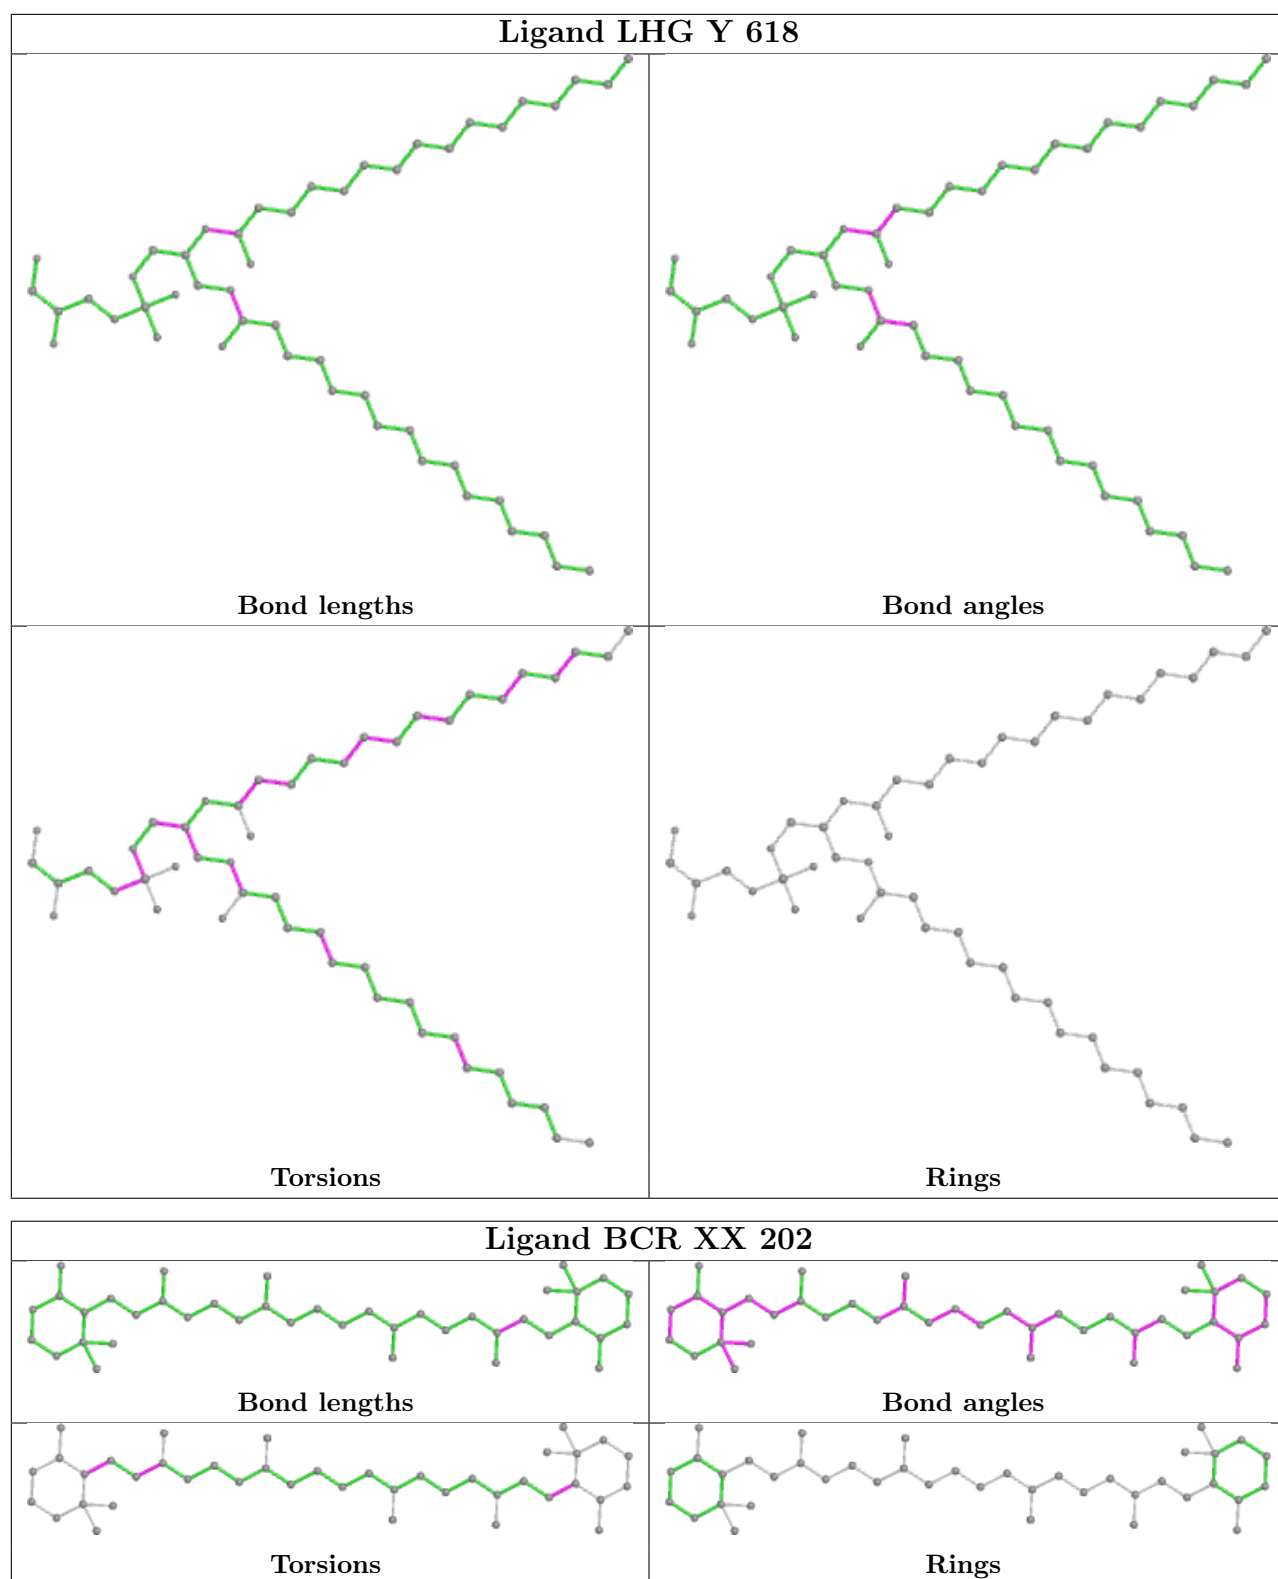 Ligand LHG Y 618
Bond lengths
Bond angles
Torsions
Rings
Ligand BCR XX 202
Bond lengths
Bond angles
Torsions
Rings